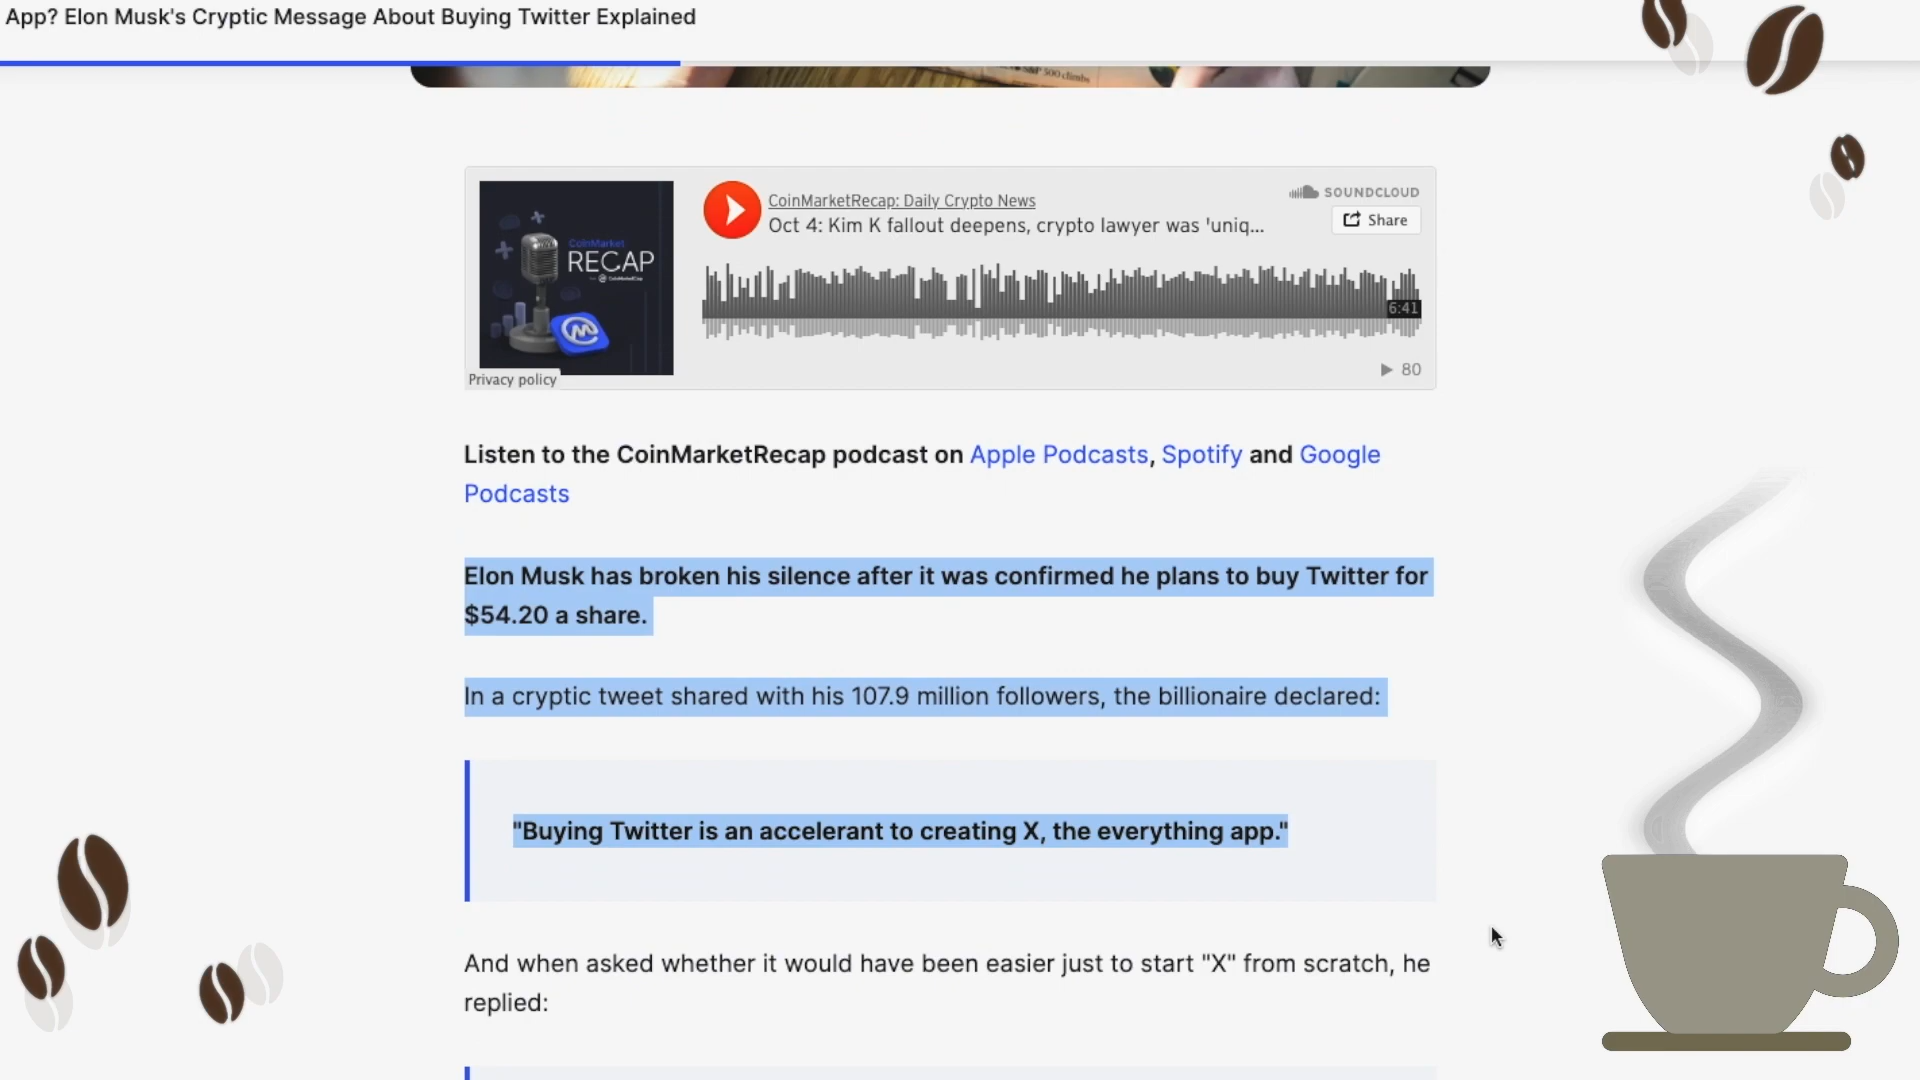 App? Elon Musk's Cryptic Message About Buying Twitter Explained
S&P 500 climbs
CoinMarketRecap: Daily Crypto News
Oct 4: Kim K fallout deepens, crypto lawyer was 'uniq...
SOUNDCLOUD
Share
CoinMarket
RECAP
CoinMarketCap
6:41
80
Privacy policy
Listen to the CoinMarketRecap podcast on Apple Podcasts, Spotify and Google
Podcasts
Elon Musk has broken his silence after it was confirmed he plans to buy Twitter for
$54.20 a share.
In a cryptic tweet shared with his 107.9 million followers, the billionaire declared:
"Buying Twitter is an accelerant to creating X, the everything app."
And when asked whether it would have been easier just to start "X" from scratch, he
replied: